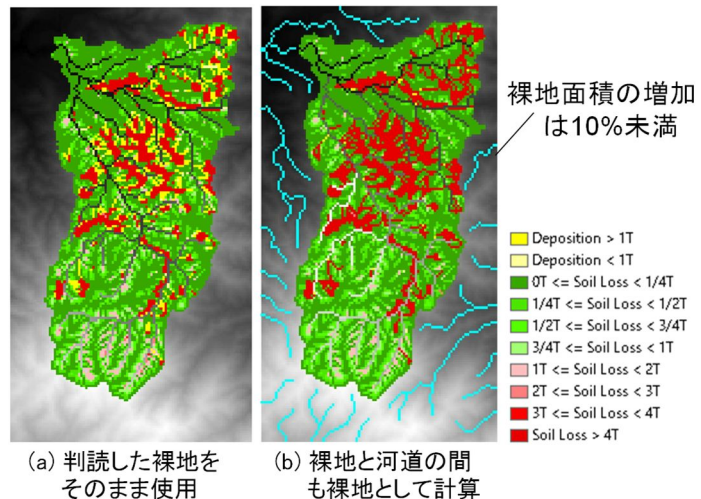 裸地面積の増加
は10%未満
Deposition > 1T
Deposition < 1T
0T <= Soil Loss < 1/4T
1/4T <= Soil Loss < 1/2T
1/2T <= Soil Loss < 3/4T
3/4T <= Soil Loss < 1T
1T <= Soil Loss < 2T
2T <= Soil Loss < 3T
3T <= Soil Loss < 4T
Soil Loss > 4T
(a) 判読した裸地を
そのまま使用
(b) 裸地と河道の間
も裸地として計算